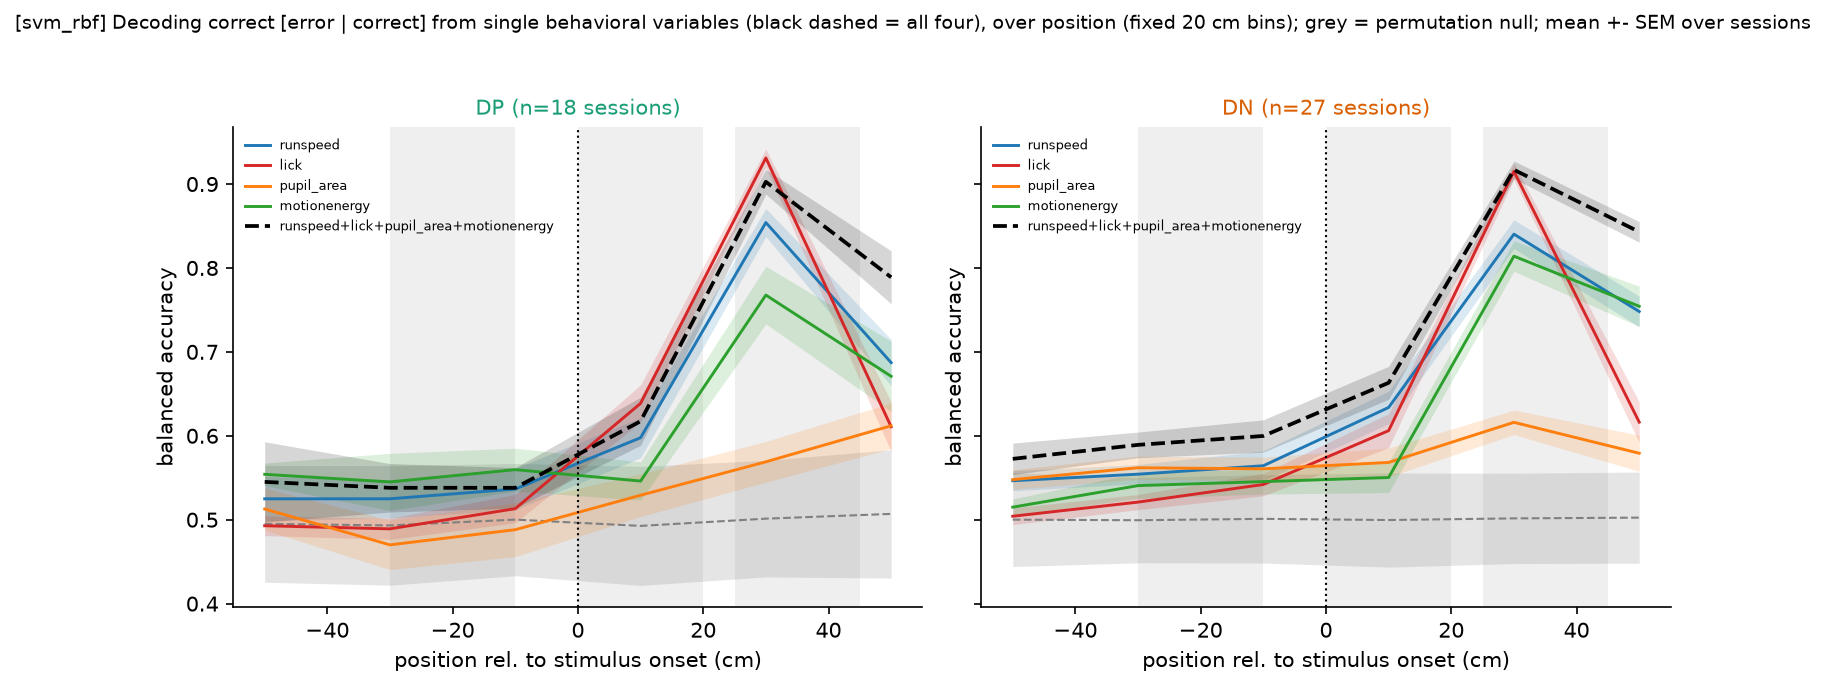 [svm_rbf] Decoding correct [error | correct] from single behavioral variables (black dashed = all four), over position (fixed 20 cm bins); grey = permutation null; mean +- SEM over sessions
DP (n=18 sessions)
runspeed
lick
pupil_area
motionenergy
runspeed+lick+pupil_area+motionenergy
balanced accuracy
0.9
0.8
0.7
0.6
0.5
0.4
−40
−20
0
20
40
position rel. to stimulus onset (cm)
DN (n=27 sessions)
runspeed
lick
pupil_area
motionenergy
runspeed+lick+pupil_area+motionenergy
balanced accuracy
−40
−20
0
20
40
position rel. to stimulus onset (cm)